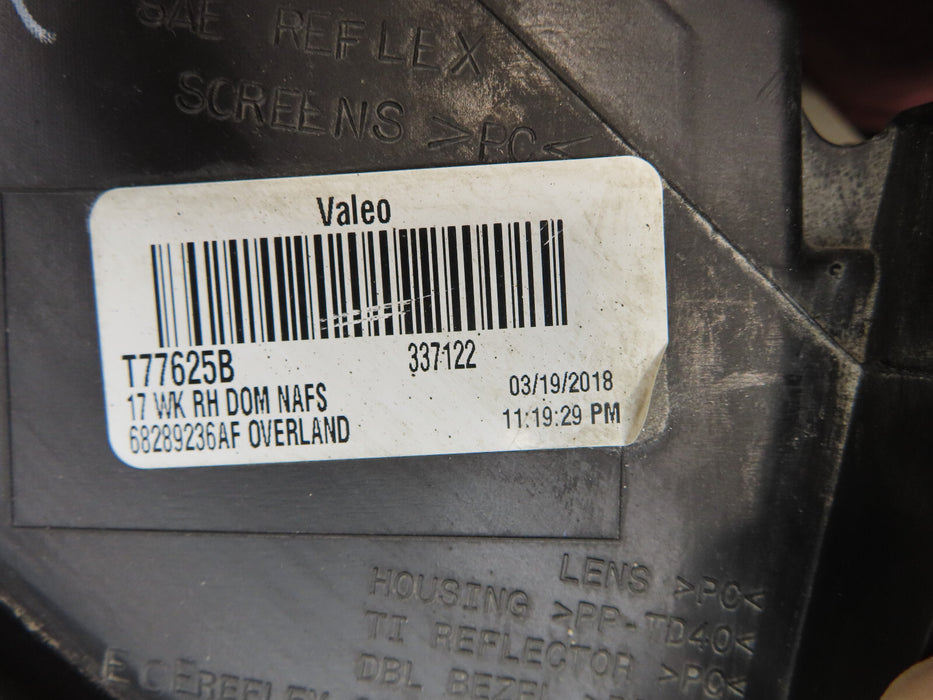 SAE REFLEX
SCREENS >PC<
Valeo
T77625B
337122
17 WK RH DOM NAFS
03/19/2018
68289236AF OVERLAND
11:19:29 PM
LENS >PC<
HOUSING >PP-TD40<
TI REFLECTOR >PC<
DBL BEZEL